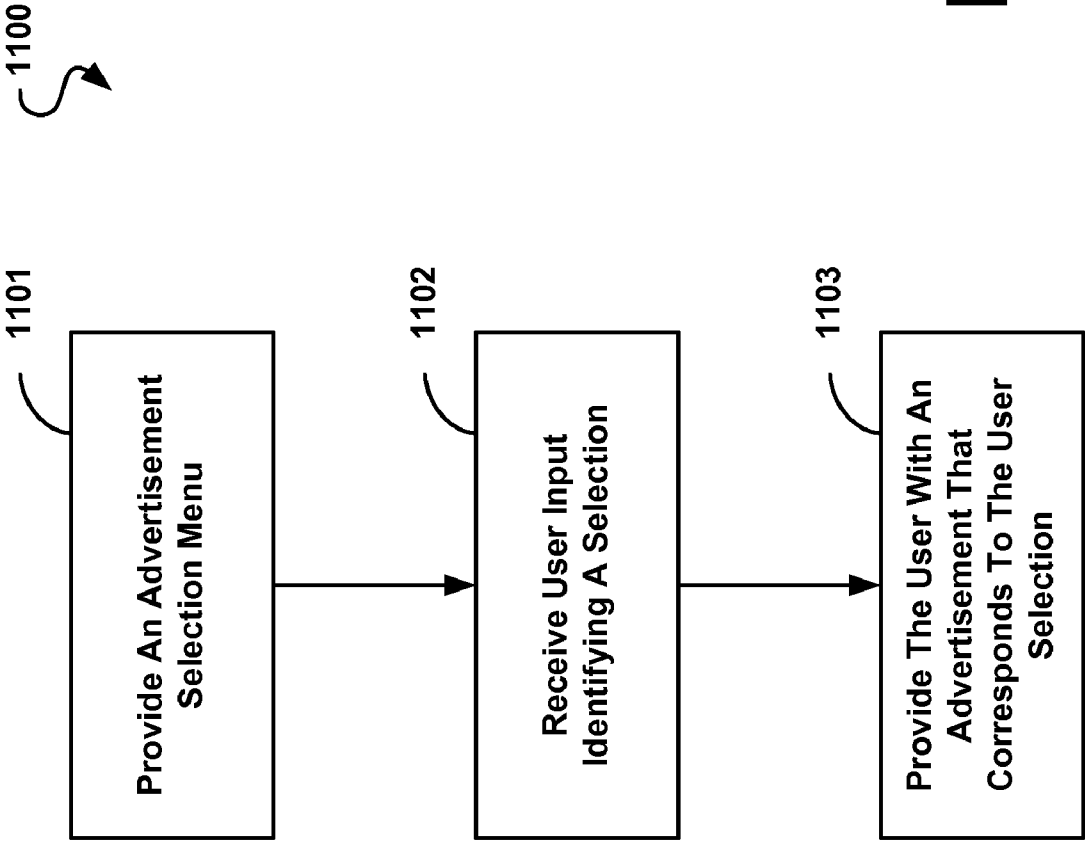 1100
1101
Provide An Advertisement
Selection Menu
1102
Receive User Input
Identifying A Selection
1103
Provide The User With An
Advertisement That
Corresponds To The User
Selection